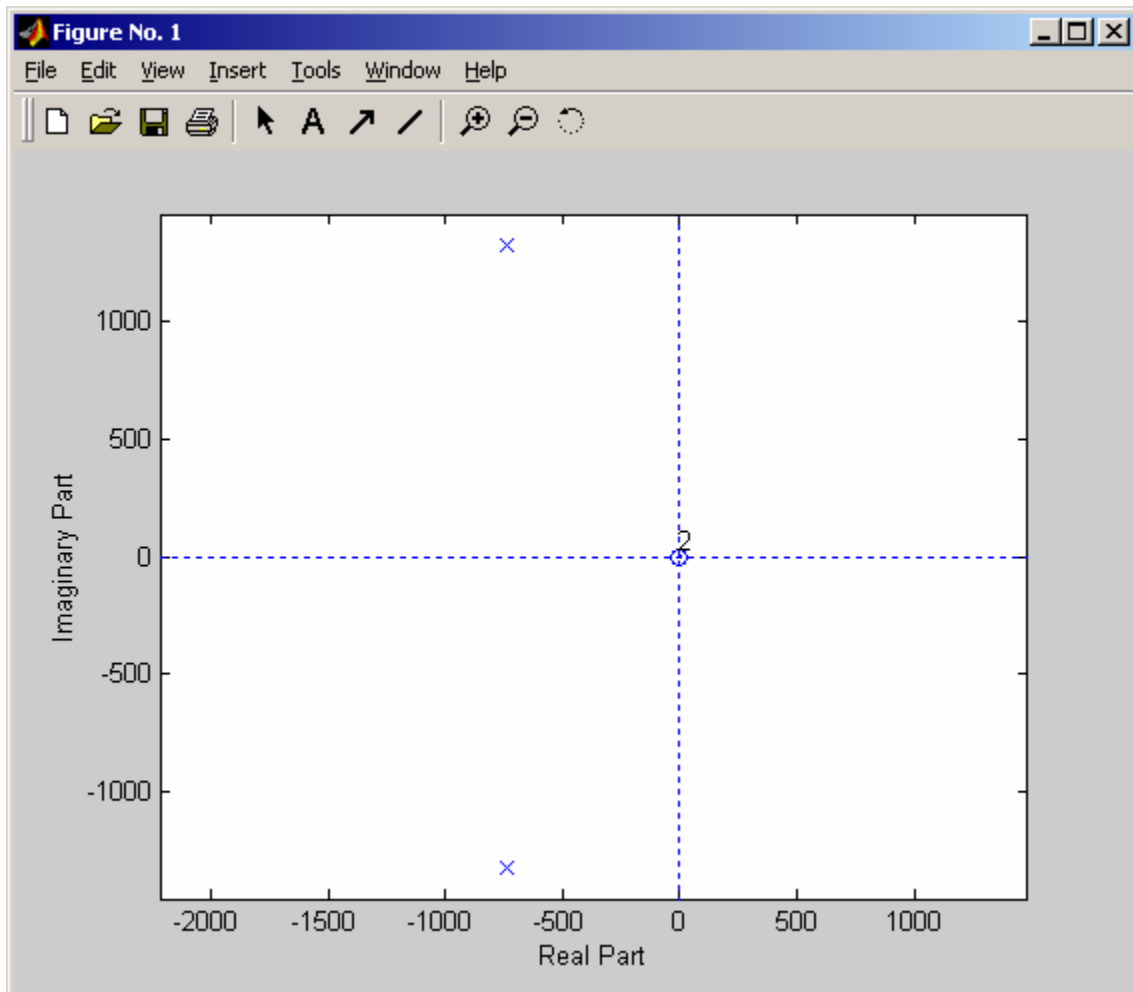 Figure No. 1
File Edit View Insert Tools Window Help
A
1000
500
2
0
-500
-1000
Imaginary Part
-2000 -1500 -1000 -500 0 500 1000
Real Part